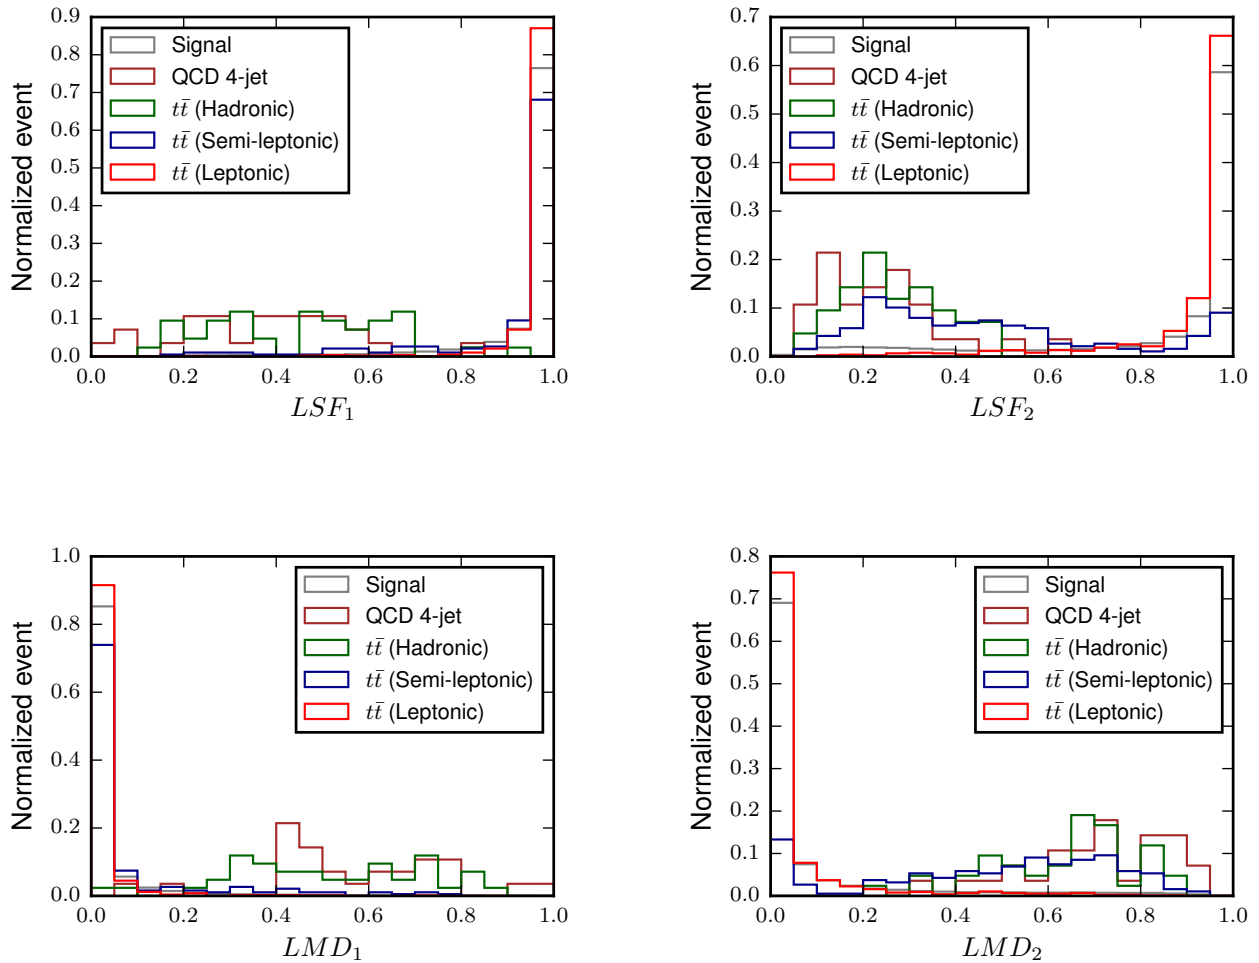 0.9
0.8
0.7
0.6
0.5
0.4
0.3
0.2
0.1
0.0
Normalized event
Signal
QCD 4-jet
tt̄ (Hadronic)
tt̄ (Semi-leptonic)
tt̄ (Leptonic)
0.0 0.2 0.4 0.6 0.8 1.0
LSF₁
0.7
0.6
0.5
0.4
0.3
0.2
0.1
0.0
Normalized event
Signal
QCD 4-jet
tt̄ (Hadronic)
tt̄ (Semi-leptonic)
tt̄ (Leptonic)
0.0 0.2 0.4 0.6 0.8 1.0
LSF₂
1.0
0.8
0.6
0.4
0.2
0.0
Normalized event
Signal
QCD 4-jet
tt̄ (Hadronic)
tt̄ (Semi-leptonic)
tt̄ (Leptonic)
0.0 0.2 0.4 0.6 0.8 1.0
LMD₁
0.8
0.7
0.6
0.5
0.4
0.3
0.2
0.1
0.0
Normalized event
Signal
QCD 4-jet
tt̄ (Hadronic)
tt̄ (Semi-leptonic)
tt̄ (Leptonic)
0.0 0.2 0.4 0.6 0.8 1.0
LMD₂